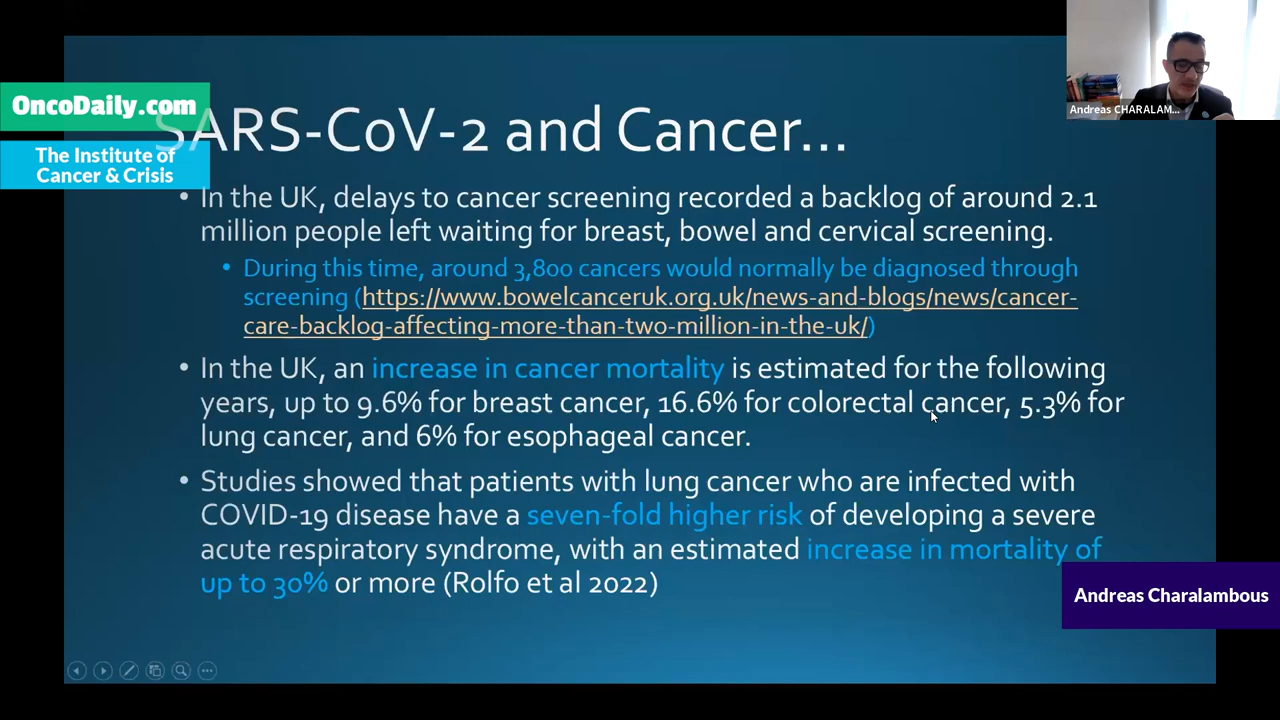 OncoDaily.com
The Institute of
Cancer & Crisis
Andreas CHARALAM...
SARS-CoV-2 and Cancer...
• In the UK, delays to cancer screening recorded a backlog of around 2.1
million people left waiting for breast, bowel and cervical screening.
• During this time, around 3,800 cancers would normally be diagnosed through
screening (https://www.bowelcanceruk.org.uk/news-and-blogs/news/cancer-
care-backlog-affecting-more-than-two-million-in-the-uk/)
• In the UK, an increase in cancer mortality is estimated for the following
years, up to 9.6% for breast cancer, 16.6% for colorectal cancer, 5.3% for
lung cancer, and 6% for esophageal cancer.
• Studies showed that patients with lung cancer who are infected with
COVID-19 disease have a seven-fold higher risk of developing a severe
acute respiratory syndrome, with an estimated increase in mortality of
up to 30% or more (Rolfo et al 2022)
Andreas Charalambous